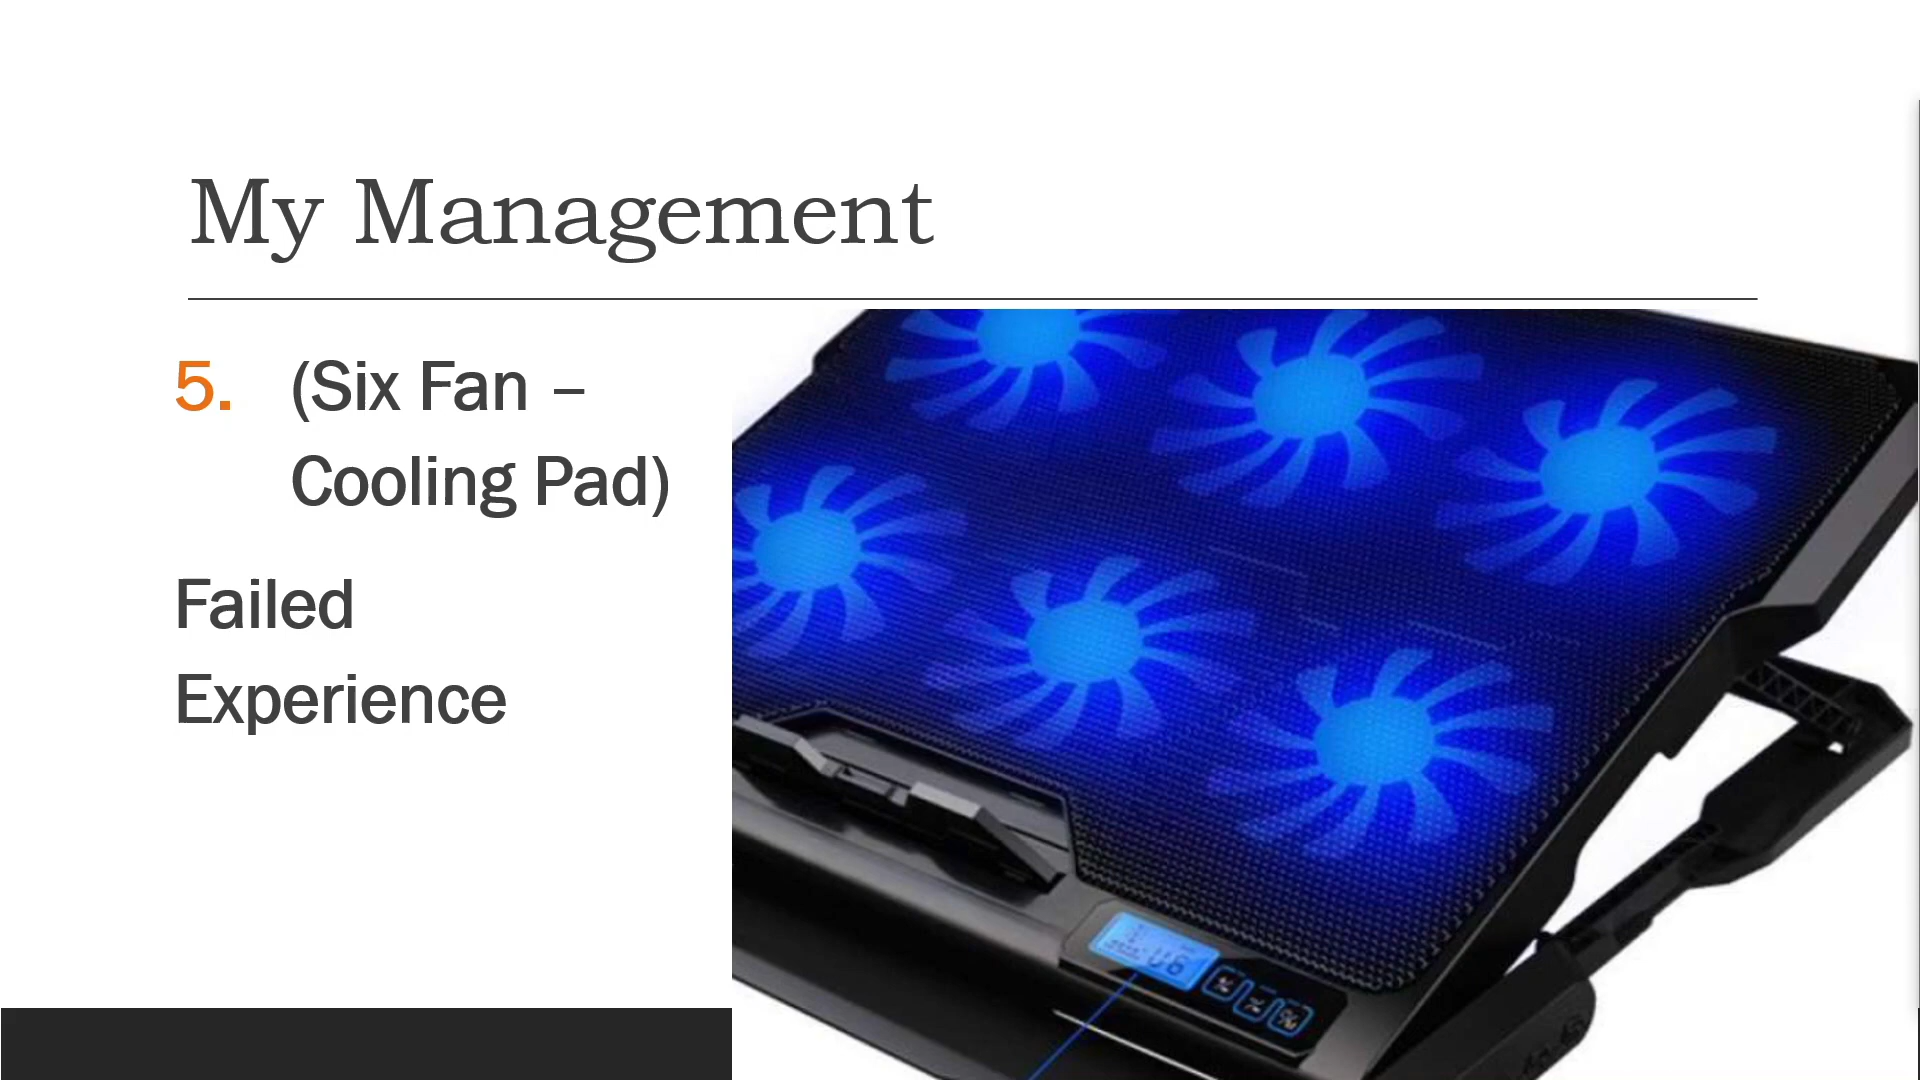 My Management
5. (Six Fan –
Cooling Pad)
Failed
Experience